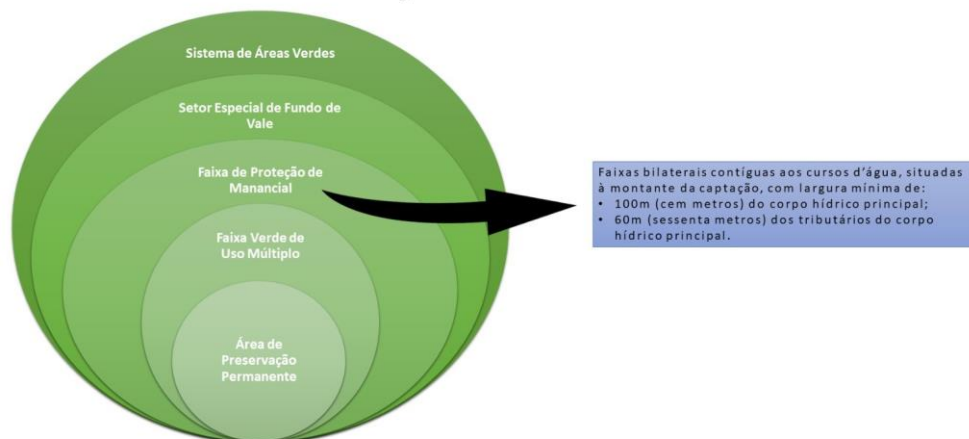 Sistema de Áreas Verdes
Setor Especial de Fundo de
Vale
Faixa de Proteção de
Manancial
Faixa Verde de
Uso Múltiplo
Área de
Preservação
Permanente
Faixas bilaterais contíguas aos cursos d'água, situadas
à montante da captação, com largura mínima de:
• 100m (cem metros) do corpo hídrico principal;
• 60m (sessenta metros) dos tributários do corpo
hídrico principal.